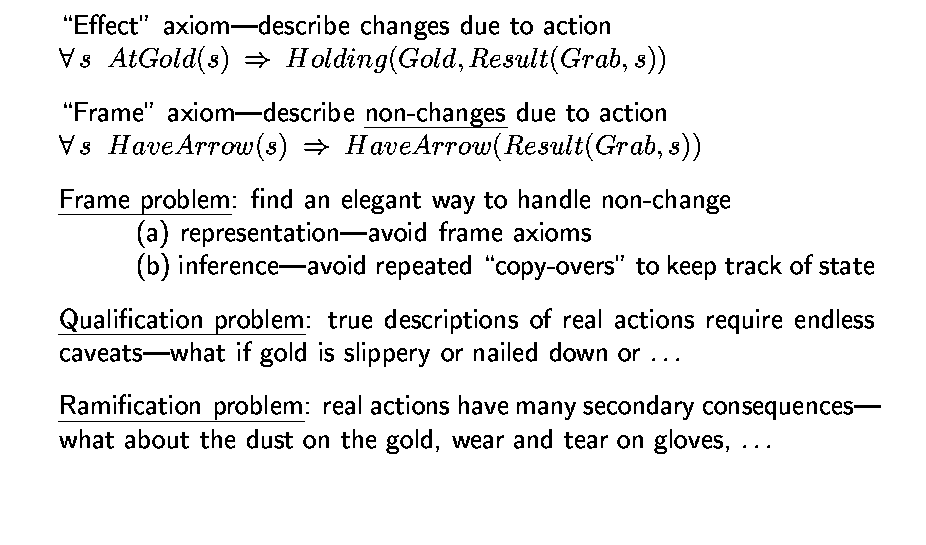 “Effect” axiom—describe changes due to action
∀ s AtGold(s) ⇒ Holding(Gold, Result(Grab, s))
“Frame” axiom—describe non-changes due to action
∀ s HaveArrow(s) ⇒ HaveArrow(Result(Grab, s))
Frame problem: find an elegant way to handle non-change
(a) representation—avoid frame axioms
(b) inference—avoid repeated “copy-overs” to keep track of state
Qualification problem: true descriptions of real actions require endless
caveats—what if gold is slippery or nailed down or . . .
Ramification problem: real actions have many secondary consequences—
what about the dust on the gold, wear and tear on gloves, . . .